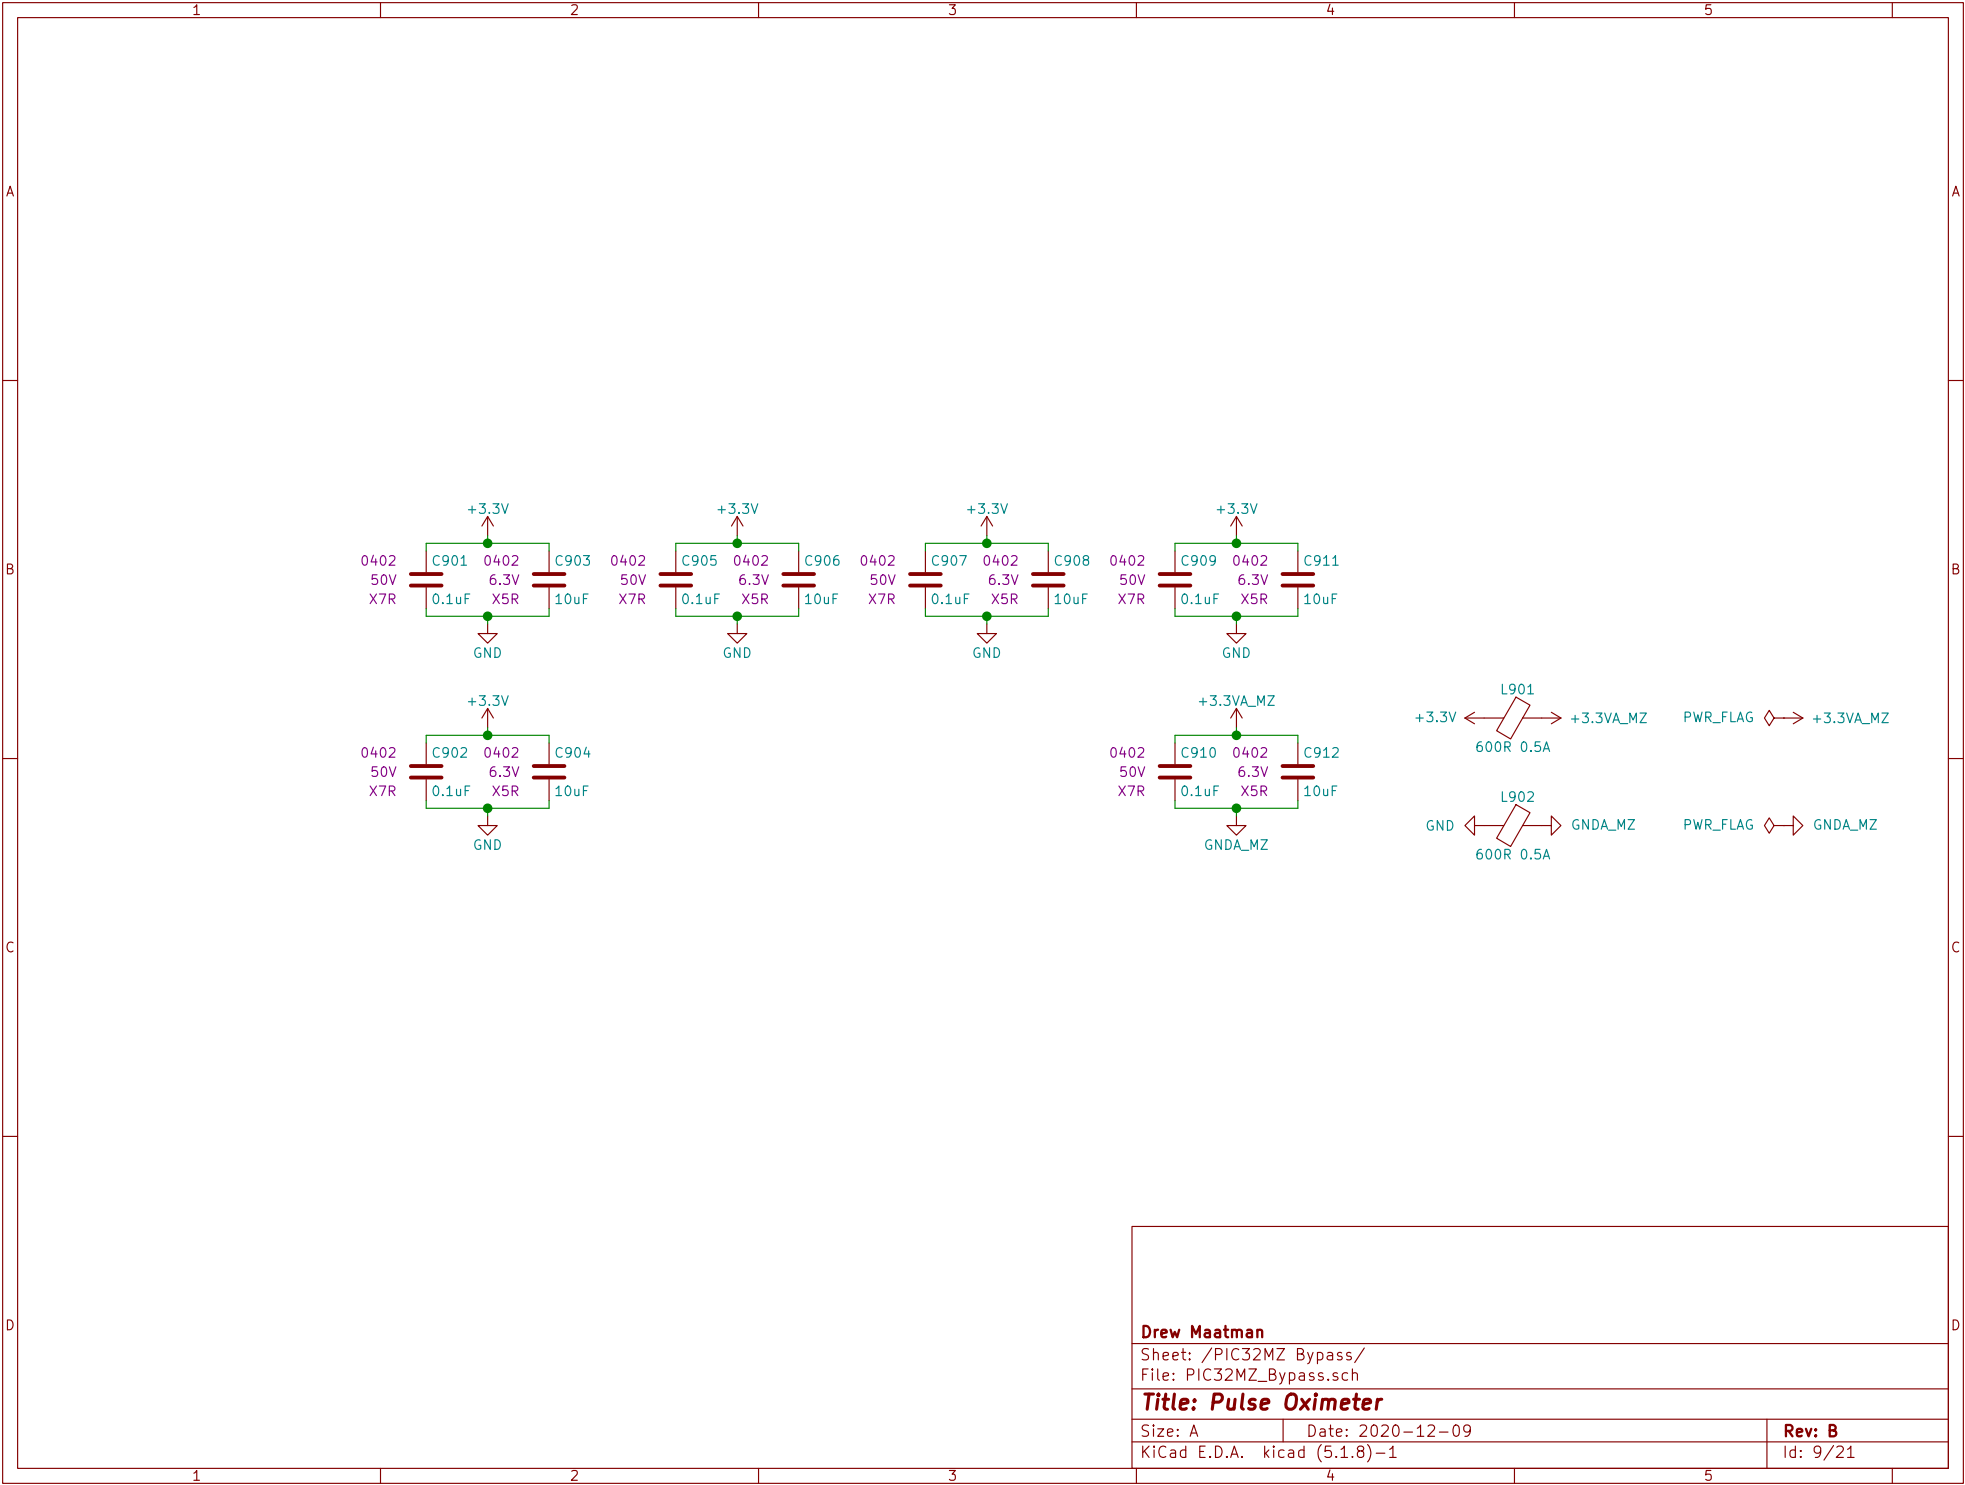 1 2 3 4 5
A A
+3.3V +3.3V +3.3V +3.3V
0402 C901 0402 C903 0402 C905 0402 C906 0402 C907 0402 C908 0402 C909 0402 C911
B B
50V 6.3V 50V 6.3V 50V 6.3V 50V 6.3V
X7R 0.1uF X5R 10uF X7R 0.1uF X5R 10uF X7R 0.1uF X5R 10uF X7R 0.1uF X5R 10uF
GND GND GND GND
L901
+3.3V +3.3VA_MZ
+3.3V +3.3VA_MZ PWR_FLAG +3.3VA_MZ
600R 0.5A
0402 C902 0402 C904 0402 C910 0402 C912
50V 6.3V 50V 6.3V
X7R 0.1uF X5R 10uF X7R 0.1uF X5R 10uF
L902
GND GNDA_MZ PWR_FLAG GNDA_MZ
GND GNDA_MZ
600R 0.5A
C C
D D
Drew Maatman
Sheet: /PIC32MZ Bypass/
File: PIC32MZ_Bypass.sch
Title: Pulse Oximeter
Size: A Date: 2020-12-09 Rev: B
KiCad E.D.A. kicad (5.1.8)-1 Id: 9/21
1 2 3 4 5